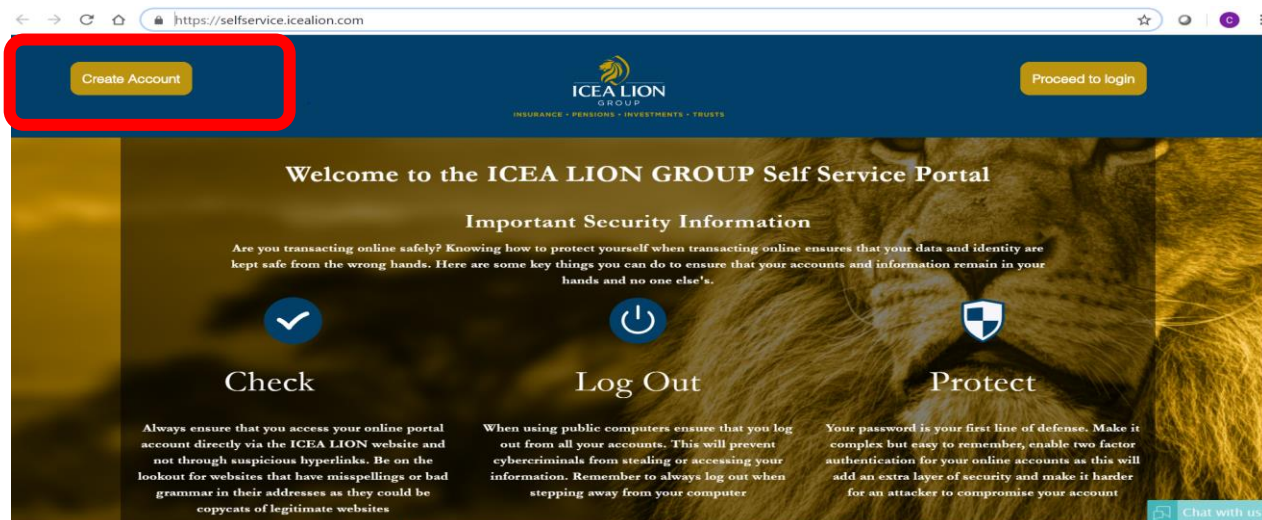 https://selfservice.icealion.com
C
Create Account
ICEA LION
GROUP
INSURANCE • PENSIONS • INVESTMENTS • TRUSTS
Proceed to login
Welcome to the ICEA LION GROUP Self Service Portal
Important Security Information
Are you transacting online safely? Knowing how to protect yourself when transacting online ensures that your data and identity are
kept safe from the wrong hands. Here are some key things you can do to ensure that your accounts and information remain in your
hands and no one else's.
Check
Always ensure that you access your online portal
account directly via the ICEA LION website and
not through suspicious hyperlinks. Be on the
lookout for websites that have misspellings or bad
grammar in their addresses as they could be
copycats of legitimate websites
Log Out
When using public computers ensure that you log
out from all your accounts. This will prevent
cybercriminals from stealing or accessing your
information. Remember to always log out when
stepping away from your computer
Protect
Your password is your first line of defense. Make it
complex but easy to remember, enable two factor
authentication for your online accounts as this will
add an extra layer of security and make it harder
for an attacker to compromise your account
Chat with us